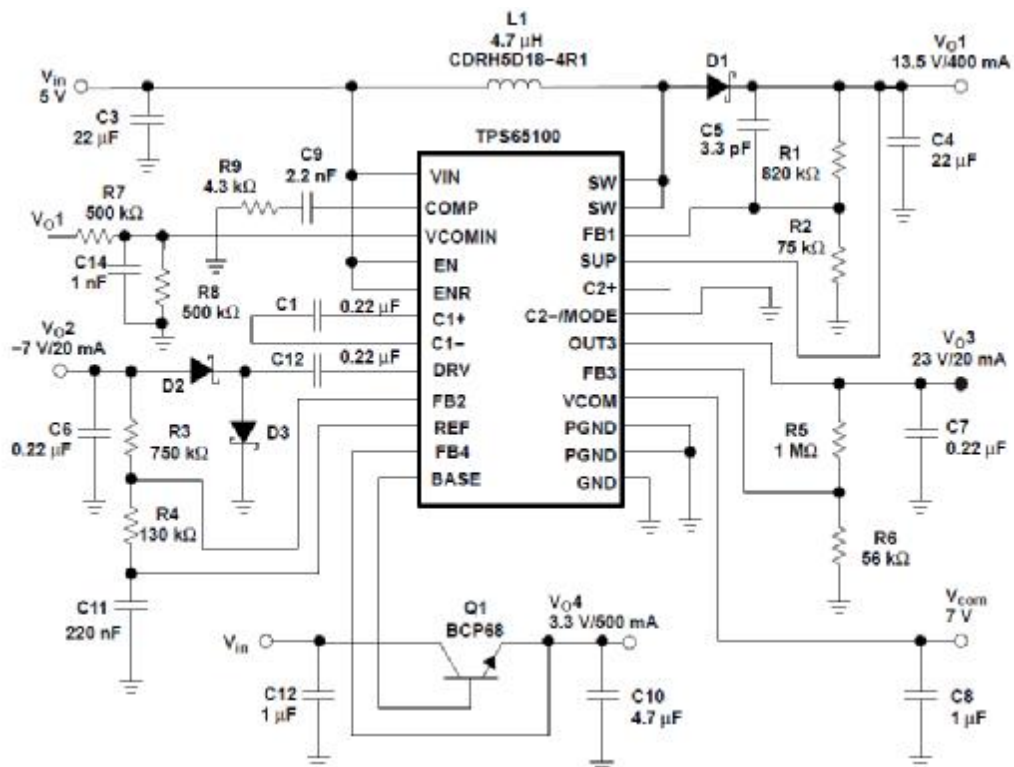 L1
4.7 μH
CDRH5D18-4R1
D1
VO1
13.5 V/400 mA
Vin
5 V
C3
22 μF
C5
3.3 pF
R1
820 kΩ
C4
22 μF
TPS65100
R9
4.3 kΩ
C9
2.2 nF
R7
500 kΩ
VO1
C14
1 nF
R8
500 kΩ
R2
75 kΩ
VIN
COMP
VCOMIN
EN
ENR
C1+
C1-
DRV
FB2
REF
FB4
BASE
SW
SW
FB1
SUP
C2+
C2-/MODE
OUT3
FB3
VCOM
PGND
PGND
GND
C1
0.22 μF
C12
0.22 μF
VO2
-7 V/20 mA
D2
D3
C6
0.22 μF
R3
750 kΩ
R4
130 kΩ
C11
220 nF
VO3
23 V/20 mA
R5
1 MΩ
C7
0.22 μF
R6
56 kΩ
Vin
Q1
BCP68
VO4
3.3 V/500 mA
C12
1 μF
C10
4.7 μF
Vcom
7 V
C8
1 μF